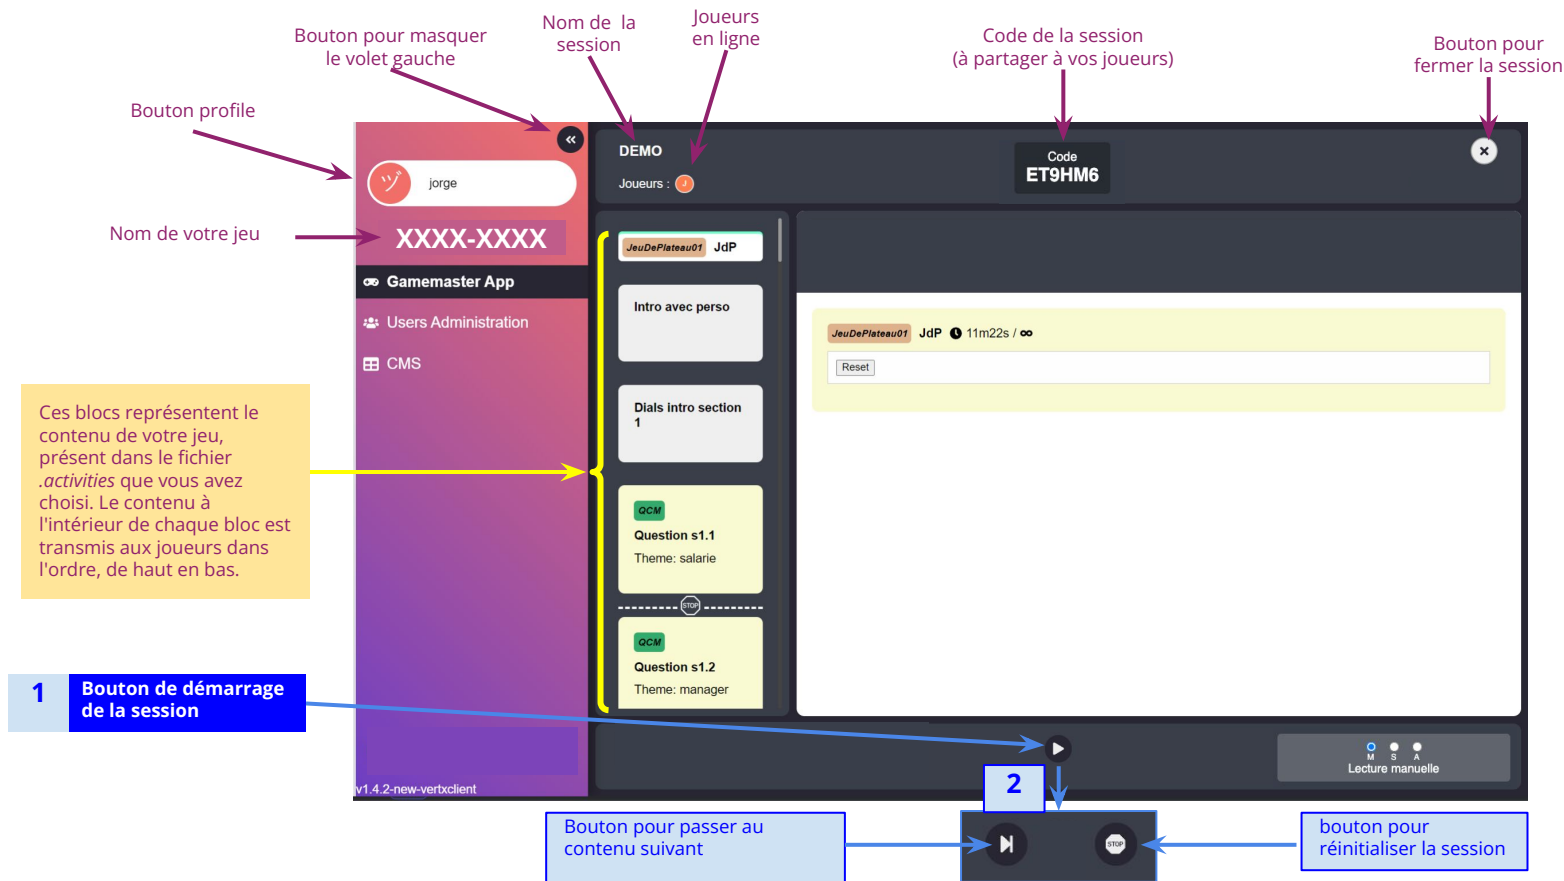 Bouton pour masquer
le volet gauche
Nom de la
session
Joueurs
en ligne
Code de la session
(à partager à vos joueurs)
Bouton pour
fermer la session
Bouton profile
Nom de votre jeu
Ces blocs représentent le
contenu de votre jeu,
présent dans le fichier
.activities que vous avez
choisi. Le contenu à
l'intérieur de chaque bloc est
transmis aux joueurs dans
l'ordre, de haut en bas.
1
Bouton de démarrage
de la session
ヅ
jorge
XXXX-XXXX
Gamemaster App
Users Administration
CMS
v1.4.2-new-vertxclient
DEMO
Joueurs : J
Code
ET9HM6
JeuDePlateau01 JdP
Intro avec perso
Dials intro section
1
QCM
Question s1.1
Theme: salarie
STOP
QCM
Question s1.2
Theme: manager
JeuDePlateau01 JdP 11m22s / ∞
Reset
M S A
Lecture manuelle
2
Bouton pour passer au
contenu suivant
STOP
bouton pour
réinitialiser la session